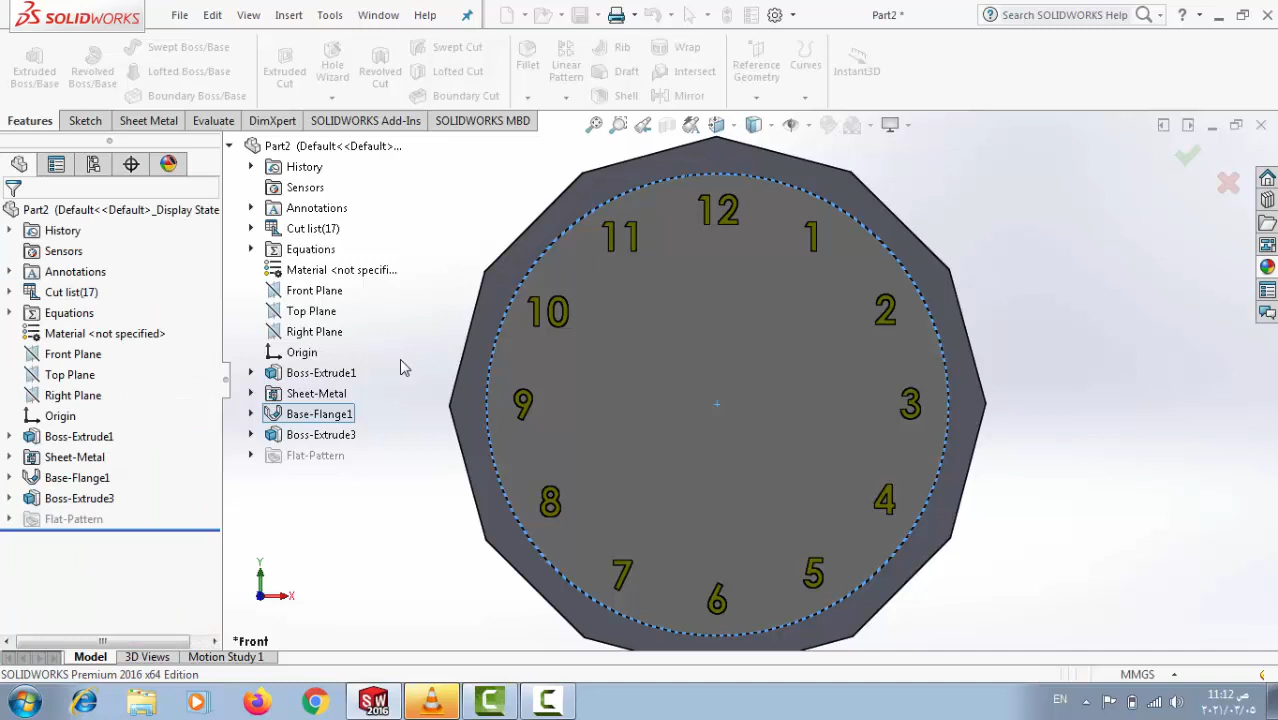 SOLIDWORKS
File Edit View Insert Tools Window Help
Part2 *
Search SOLIDWORKS Help
Extruded Boss/Base
Revolved Boss/Base
Swept Boss/Base
Lofted Boss/Base
Boundary Boss/Base
Extruded Cut
Hole Wizard
Revolved Cut
Swept Cut
Lofted Cut
Boundary Cut
Fillet
Linear Pattern
Rib
Draft
Shell
Wrap
Intersect
Mirror
Reference Geometry
Curves
Instant3D
Features Sketch Sheet Metal Evaluate DimXpert SOLIDWORKS Add-Ins SOLIDWORKS MBD
Part2 (Default<<Default>_Display State
History
Sensors
Annotations
Cut list(17)
Equations
Material <not specified>
Front Plane
Top Plane
Right Plane
Origin
Boss-Extrude1
Sheet-Metal
Base-Flange1
Boss-Extrude3
Flat-Pattern
Part2 (Default<<Default>...
History
Sensors
Annotations
Cut list(17)
Equations
Material <not specifi...
Front Plane
Top Plane
Right Plane
Origin
Boss-Extrude1
Sheet-Metal
Base-Flange1
Boss-Extrude3
Flat-Pattern
12
11 1
10 2
9 3
8 4
7 5
6
Y
X
*Front
Model 3D Views Motion Study 1
SOLIDWORKS Premium 2016 x64 Edition
MMGS
SW 2016
EN
11:12 ص
٢٠٢١/٠٣/٠٥